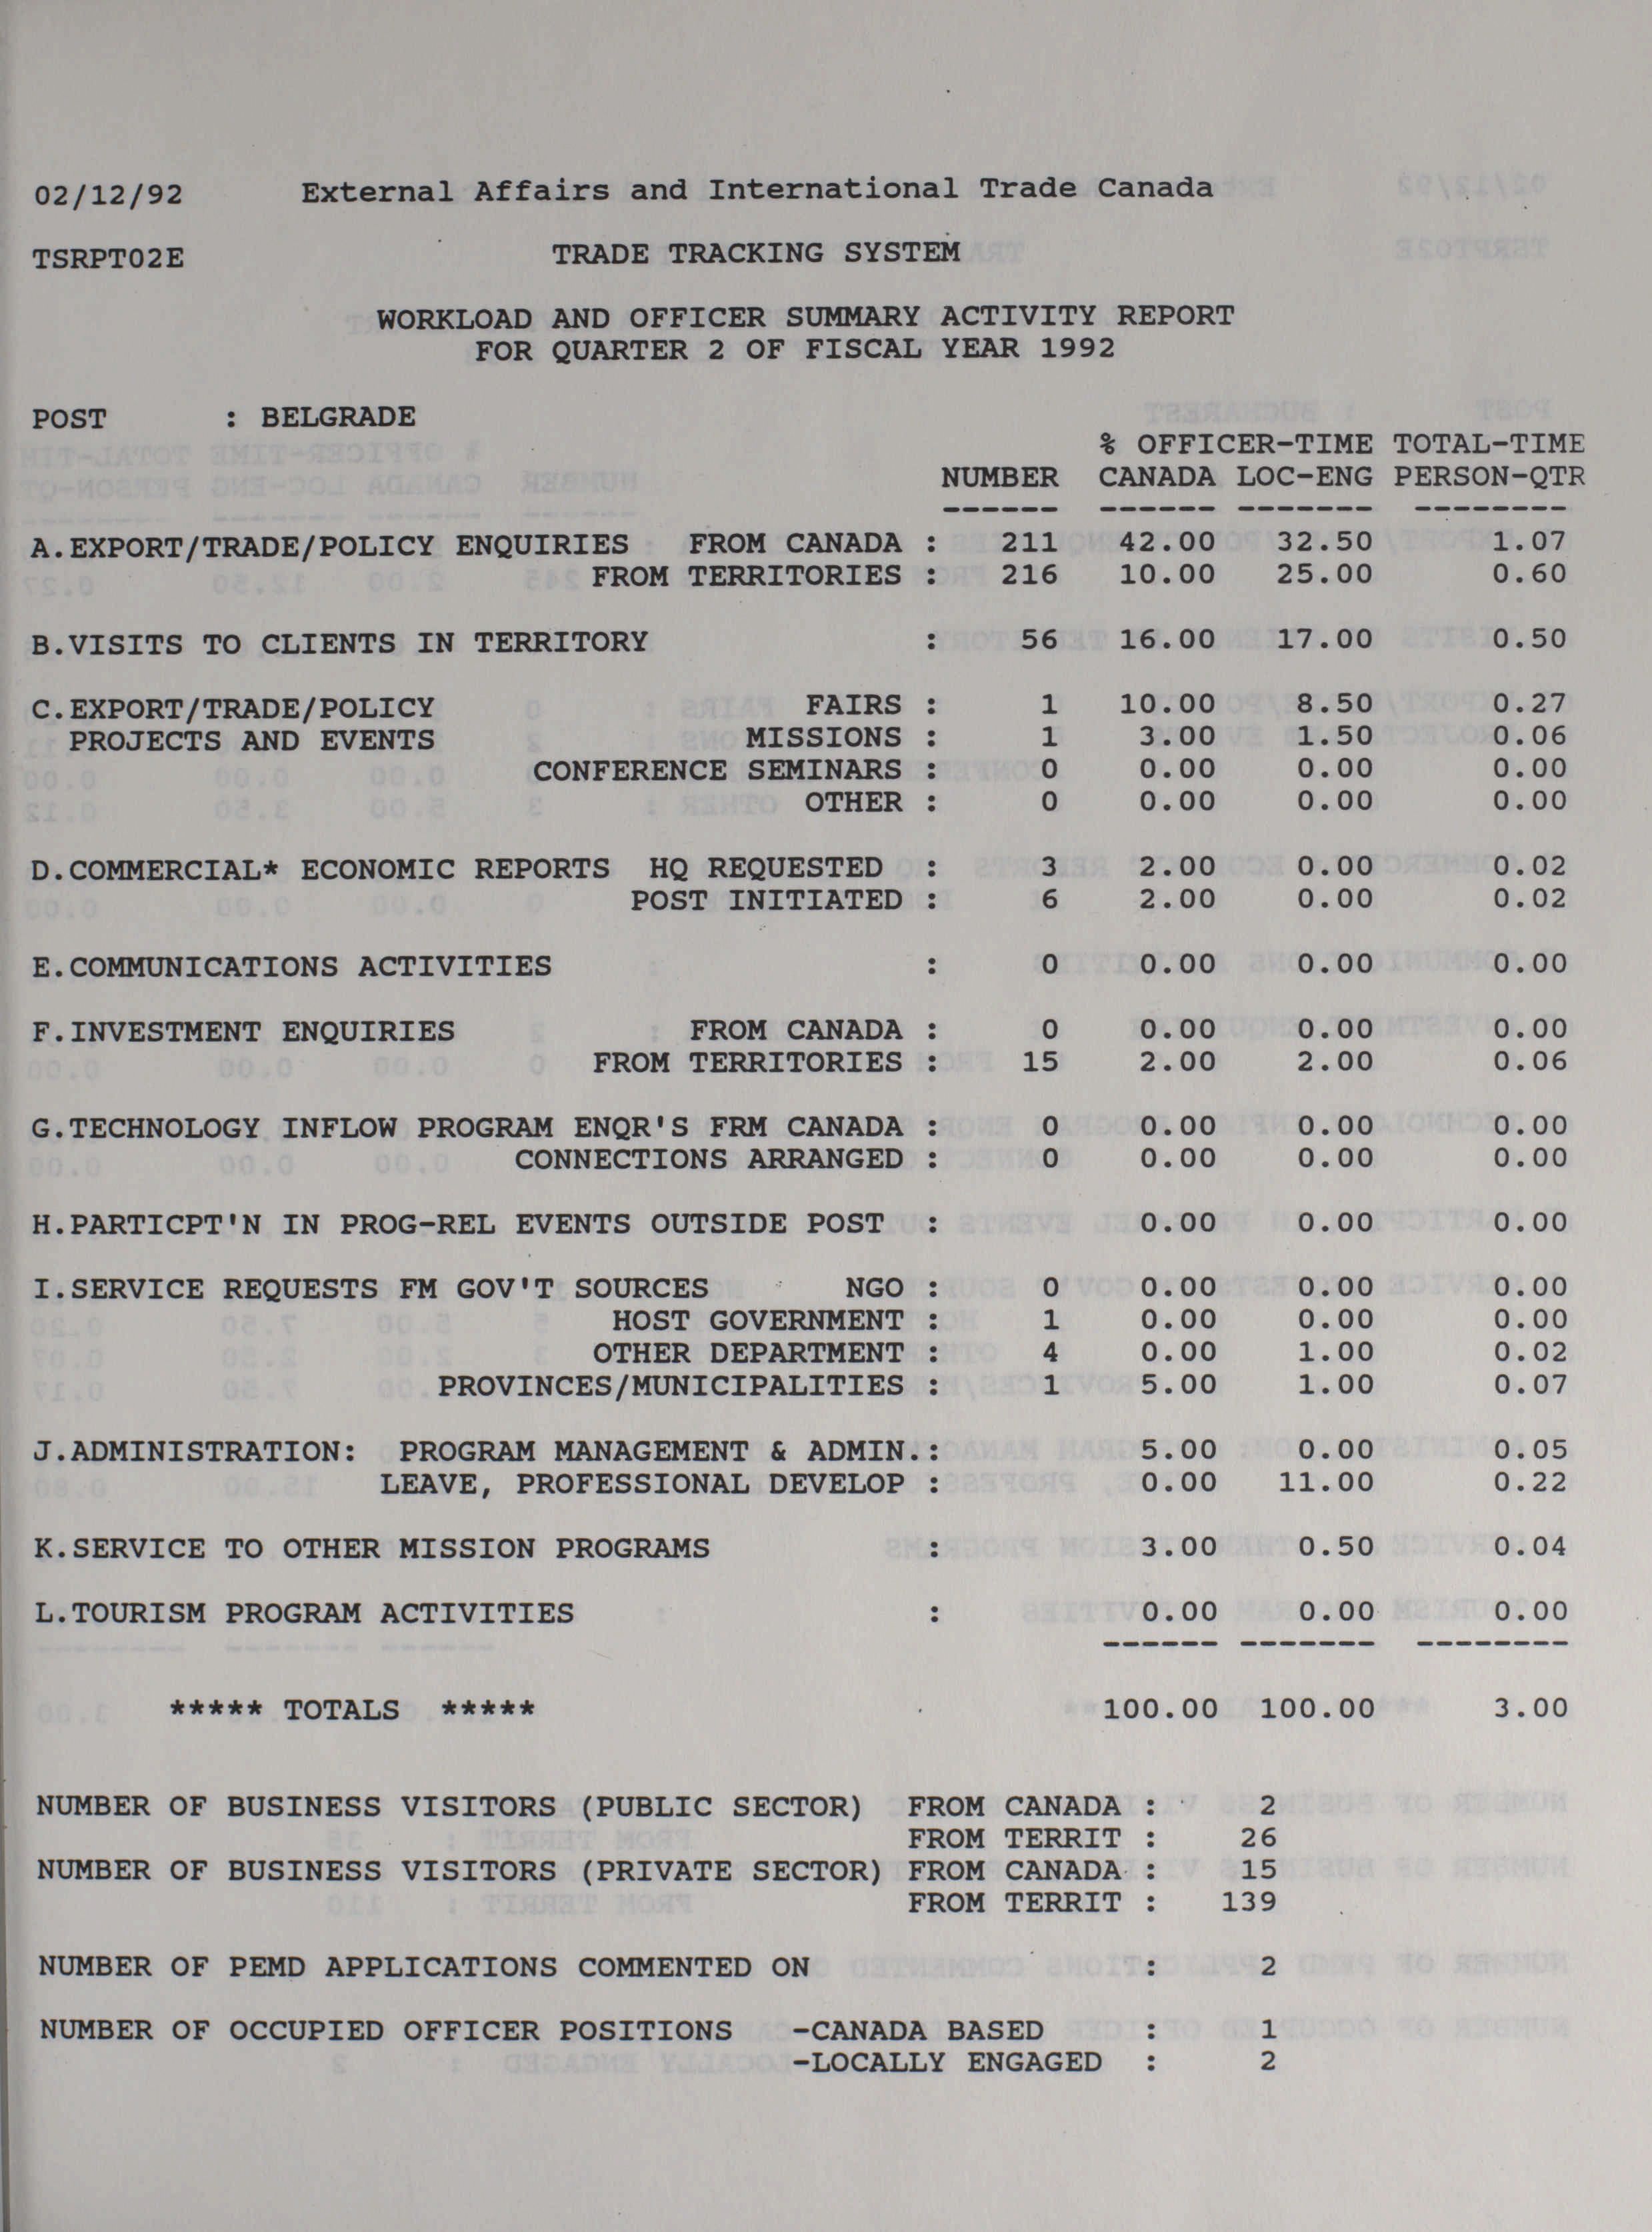 02/12/92 External Affairs and International Trade Canada
TSRPT02E TRADE TRACKING SYSTEM
WORKLOAD AND OFFICER SUMMARY ACTIVITY REPORT
FOR QUARTER 2 OF FISCAL YEAR 1992
POST : BELGRADE
% OFFICER-TIME TOTAL-TIME
NUMBER CANADA LOC-ENG PERSON-QTR
------ ------ ------- --------
A.EXPORT/TRADE/POLICY ENQUIRIES FROM CANADA : 211 42.00 32.50 1.07
FROM TERRITORIES : 216 10.00 25.00 0.60
B.VISITS TO CLIENTS IN TERRITORY : 56 16.00 17.00 0.50
C.EXPORT/TRADE/POLICY FAIRS : 1 10.00 8.50 0.27
PROJECTS AND EVENTS MISSIONS : 1 3.00 1.50 0.06
CONFERENCE SEMINARS : 0 0.00 0.00 0.00
OTHER : 0 0.00 0.00 0.00
D.COMMERCIAL* ECONOMIC REPORTS HQ REQUESTED : 3 2.00 0.00 0.02
POST INITIATED : 6 2.00 0.00 0.02
E.COMMUNICATIONS ACTIVITIES : 0 0.00 0.00 0.00
F.INVESTMENT ENQUIRIES FROM CANADA : 0 0.00 0.00 0.00
FROM TERRITORIES : 15 2.00 2.00 0.06
G.TECHNOLOGY INFLOW PROGRAM ENQR'S FRM CANADA : 0 0.00 0.00 0.00
CONNECTIONS ARRANGED : 0 0.00 0.00 0.00
H.PARTICPT'N IN PROG-REL EVENTS OUTSIDE POST : 0.00 0.00 0.00
I.SERVICE REQUESTS FM GOV'T SOURCES NGO : 0 0.00 0.00 0.00
HOST GOVERNMENT : 1 0.00 0.00 0.00
OTHER DEPARTMENT : 4 0.00 1.00 0.02
PROVINCES/MUNICIPALITIES : 1 5.00 1.00 0.07
J.ADMINISTRATION: PROGRAM MANAGEMENT & ADMIN.: 5.00 0.00 0.05
LEAVE, PROFESSIONAL DEVELOP : 0.00 11.00 0.22
K.SERVICE TO OTHER MISSION PROGRAMS : 3.00 0.50 0.04
L.TOURISM PROGRAM ACTIVITIES : 0.00 0.00 0.00
------ ------- --------
***** TOTALS ***** 100.00 100.00 3.00
NUMBER OF BUSINESS VISITORS (PUBLIC SECTOR) FROM CANADA : 2
FROM TERRIT : 26
NUMBER OF BUSINESS VISITORS (PRIVATE SECTOR) FROM CANADA : 15
FROM TERRIT : 139
NUMBER OF PEMD APPLICATIONS COMMENTED ON : 2
NUMBER OF OCCUPIED OFFICER POSITIONS -CANADA BASED : 1
-LOCALLY ENGAGED : 2